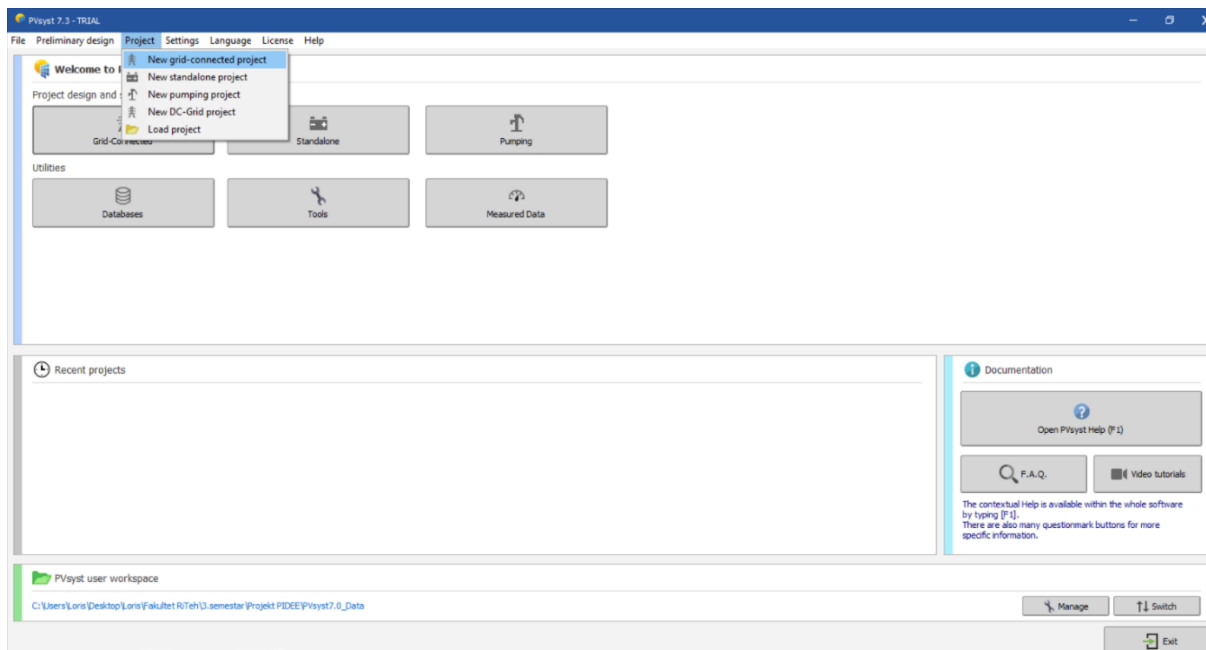 PVsyst 7.3 - TRIAL
File Preliminary design Project Settings Language License Help
New grid-connected project
New standalone project
New pumping project
New DC-Grid project
Load project
Welcome to
Project design and
Standalone
Pumping
Utilities
Databases
Tools
Measured Data
Recent projects
Documentation
Open PVsyst Help (F1)
F.A.Q.
Video tutorials
The contextual Help is available within the whole software
by typing [F1].
There are also many questionmark buttons for more
specific information.
PVsyst user workspace
C:\Users\Loris\Desktop\Loris\Fakultet RiTeh\3.semestar\Projekt PIDEE\PVsyst7.0_Data
Manage
Switch
Exit